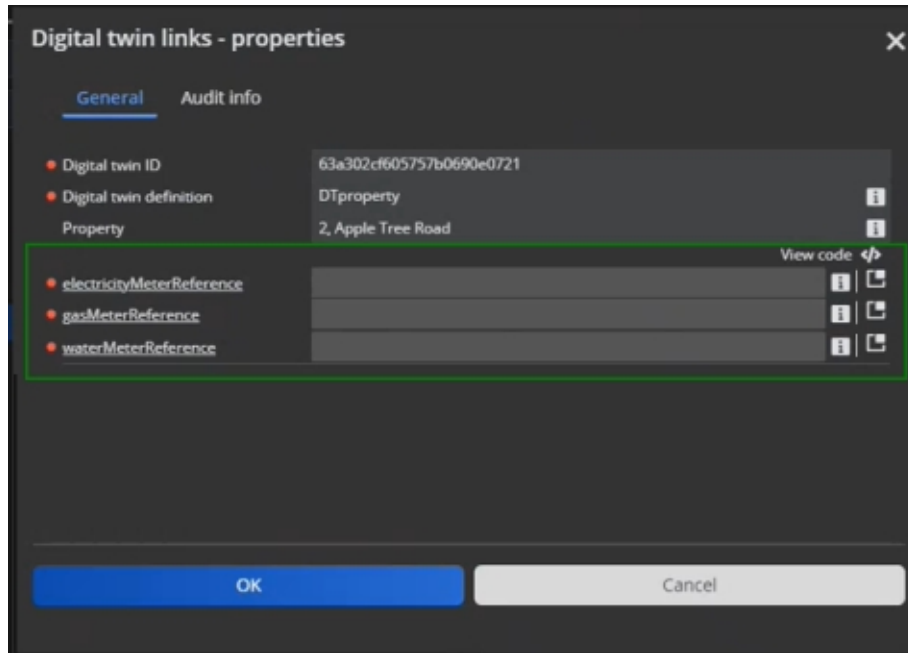 Digital twin links - properties
General Audit info
Digital twin ID 63a302cf605757b0690e0721
Digital twin definition DTproperty
Property 2, Apple Tree Road
View code </>
electricityMeterReference
gasMeterReference
waterMeterReference
OK Cancel